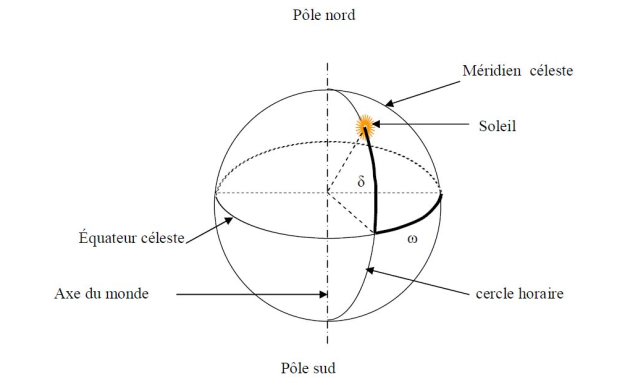 Pôle nord
Méridien céleste
Soleil
δ
Équateur céleste
ω
Axe du monde
cercle horaire
Pôle sud